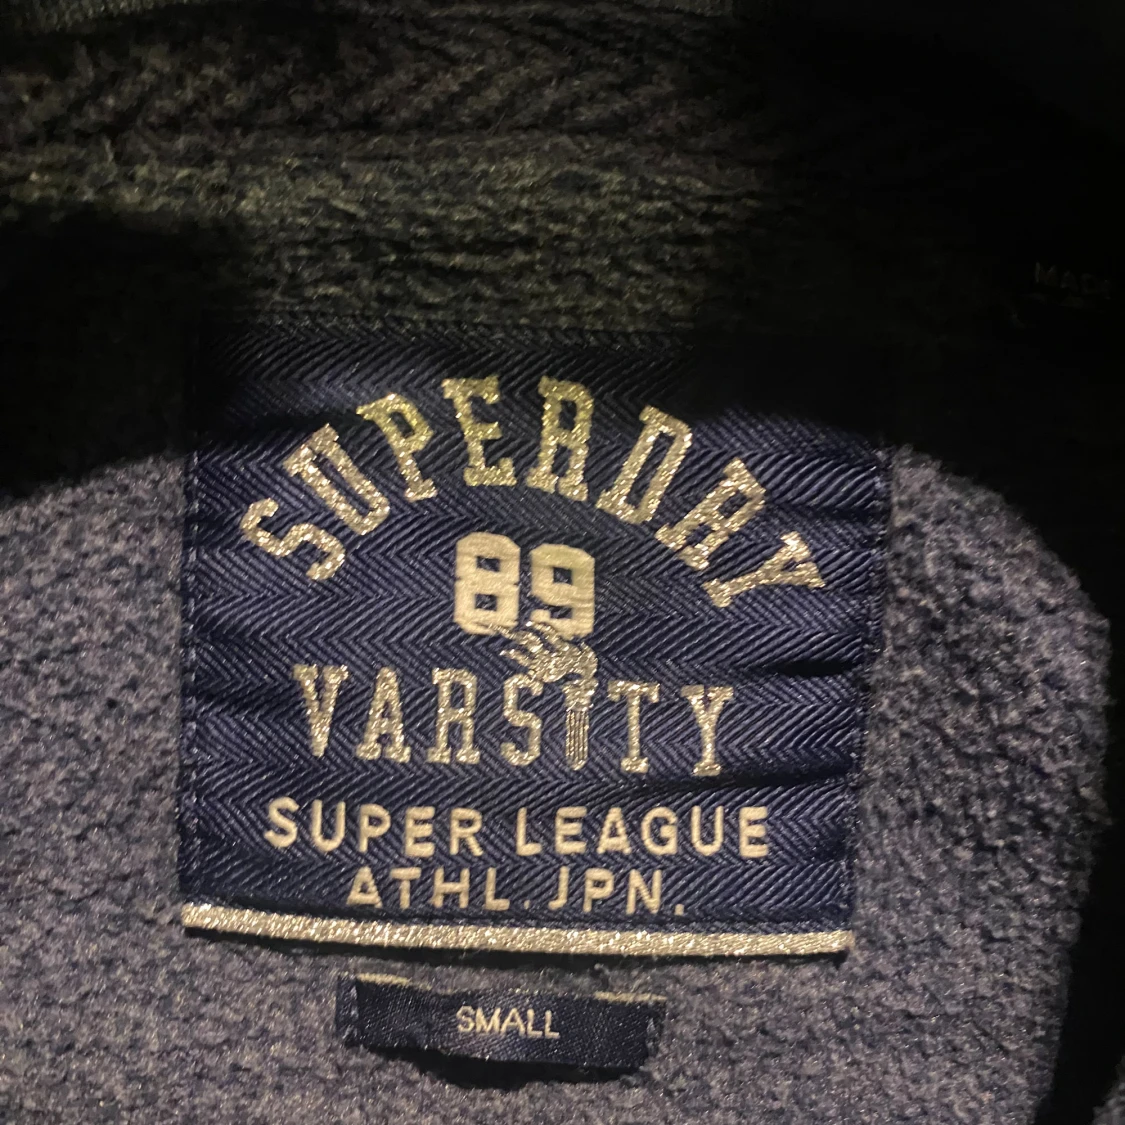 SUPERDRY
89
VARSITY
SUPER LEAGUE
ATHL. JPN.
SMALL